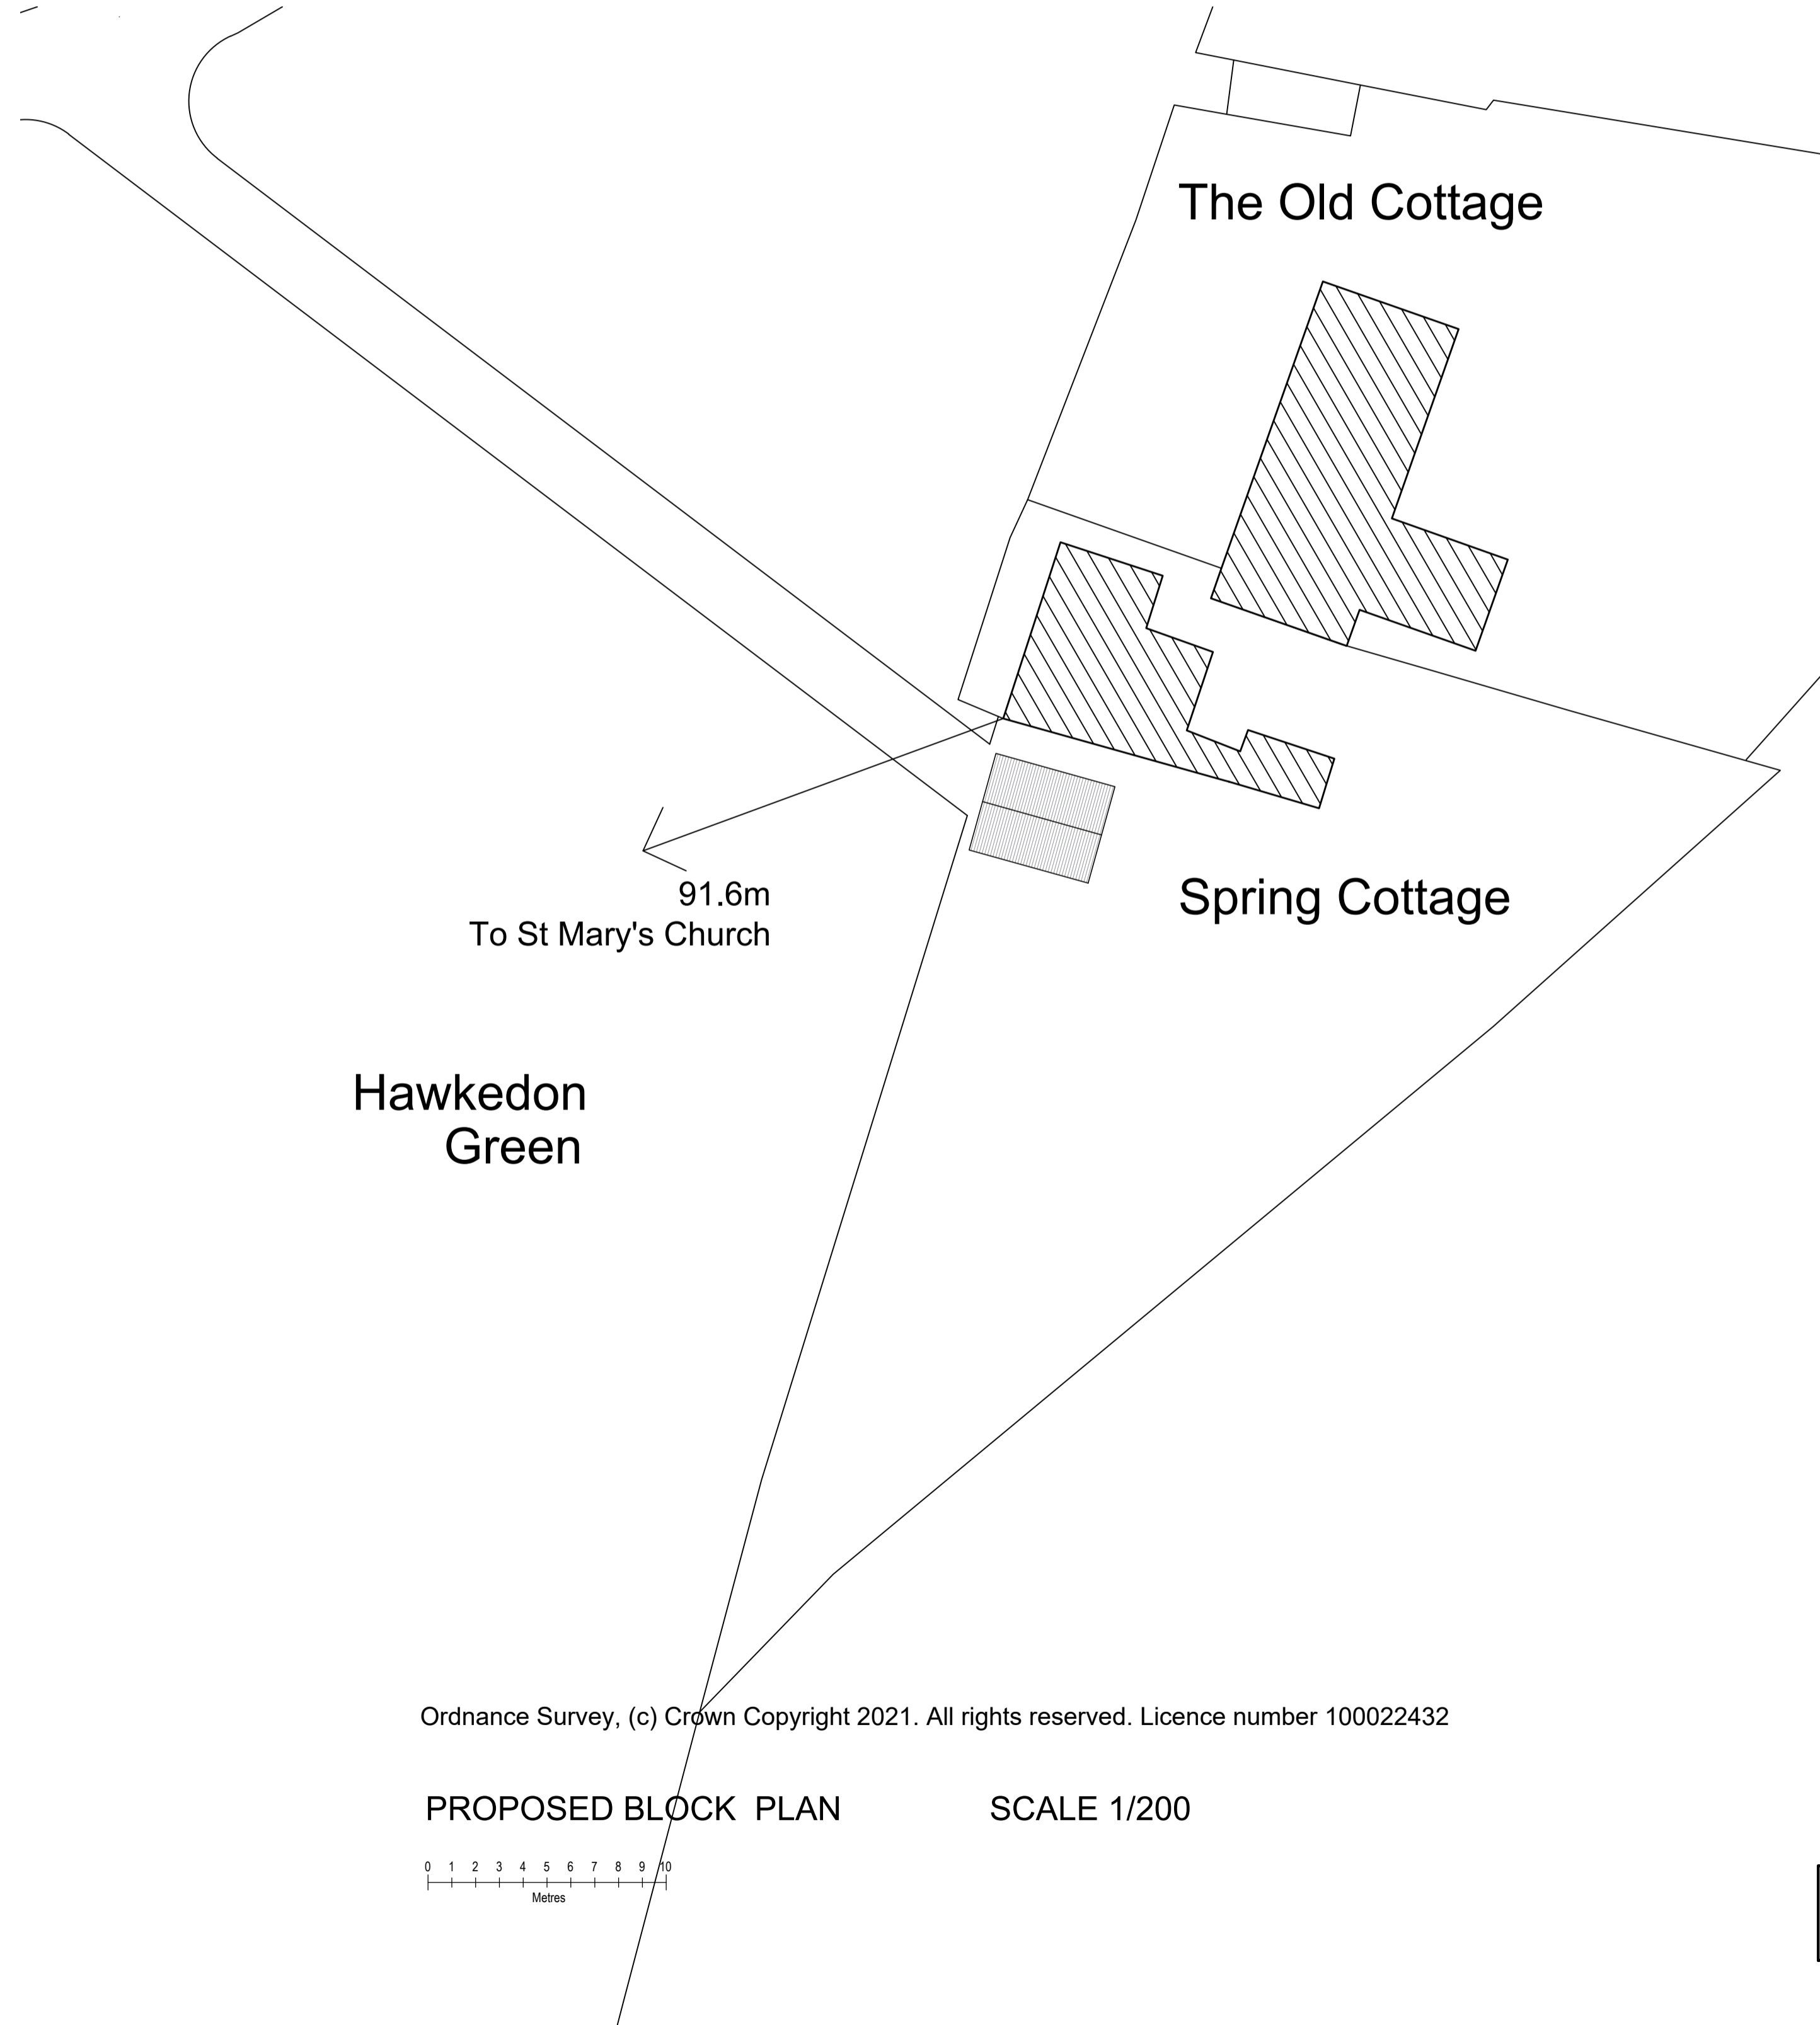 The Old Cottage
91.6m
To St Mary's Church
Spring Cottage
Hawkedon
Green
Ordnance Survey, (c) Crown Copyright 2021. All rights reserved. Licence number 100022432
PROPOSED BLOCK PLAN SCALE 1/200
0 1 2 3 4 5 6 7 8 9 10
Metres